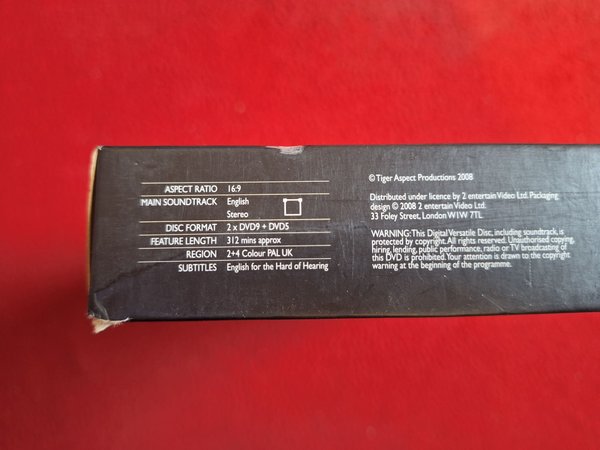 ASPECT RATIO 16:9
MAIN SOUNDTRACK English
Stereo
DISC FORMAT 2 x DVD9 + DVD5
FEATURE LENGTH 312 mins approx
REGION 2+4 Colour PAL UK
SUBTITLES English for the Hard of Hearing
© Tiger Aspect Productions 2008
Distributed under licence by 2 entertain Video Ltd. Packaging
design © 2008 2 entertain Video Ltd.
33 Foley Street, London W1W 7TL
WARNING: This Digital Versatile Disc, including soundtrack, is
protected by copyright. All rights reserved. Unauthorised copying,
hiring, lending, public performance, radio or TV broadcasting of
this DVD is prohibited. Your attention is drawn to the copyright
warning at the beginning of the programme.